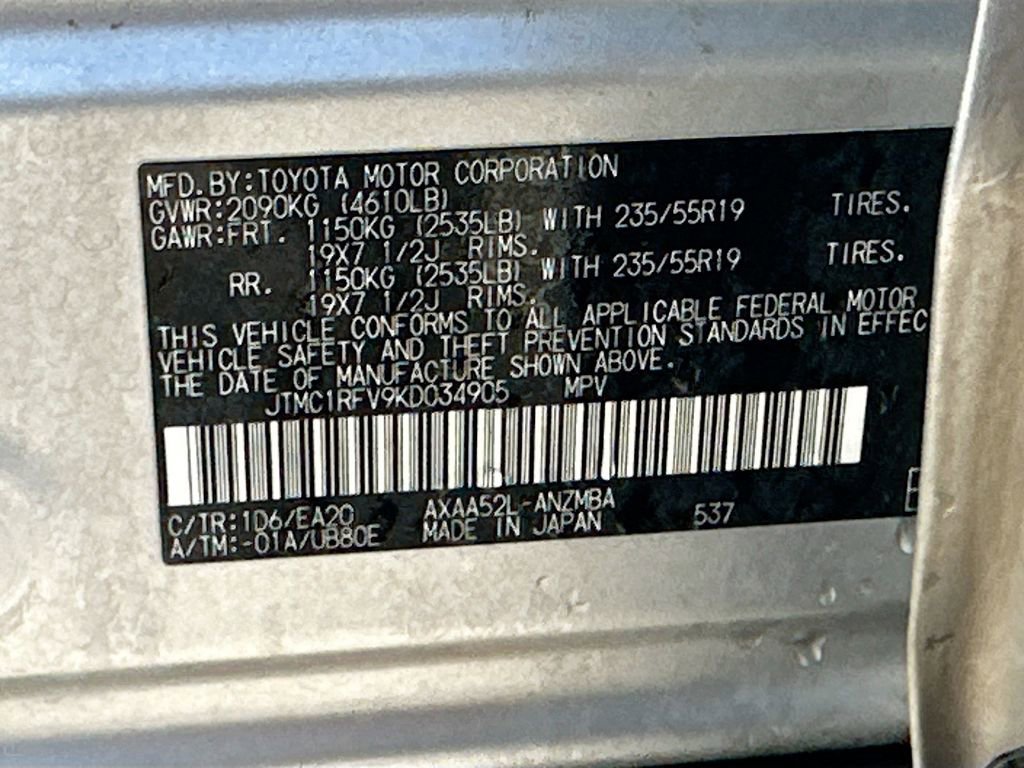 MFD.BY:TOYOTA MOTOR CORPORATION
GVWR:2090KG (4610LB)
GAWR:FRT. 1150KG (2535LB) WITH 235/55R19 TIRES.
19X7 1/2J RIMS.
RR. 1150KG (2535LB) WITH 235/55R19 TIRES.
19X7 1/2J RIMS.
THIS VEHICLE CONFORMS TO ALL APPLICABLE FEDERAL MOTOR
VEHICLE SAFETY AND THEFT PREVENTION STANDARDS IN EFFEC
THE DATE OF MANUFACTURE SHOWN ABOVE.
JTMC1RFV9KD034905 MPV
C/TR:1D6/EA20 AXAA52L-ANZMBA 537
A/TM:-01A/UB80E MADE IN JAPAN